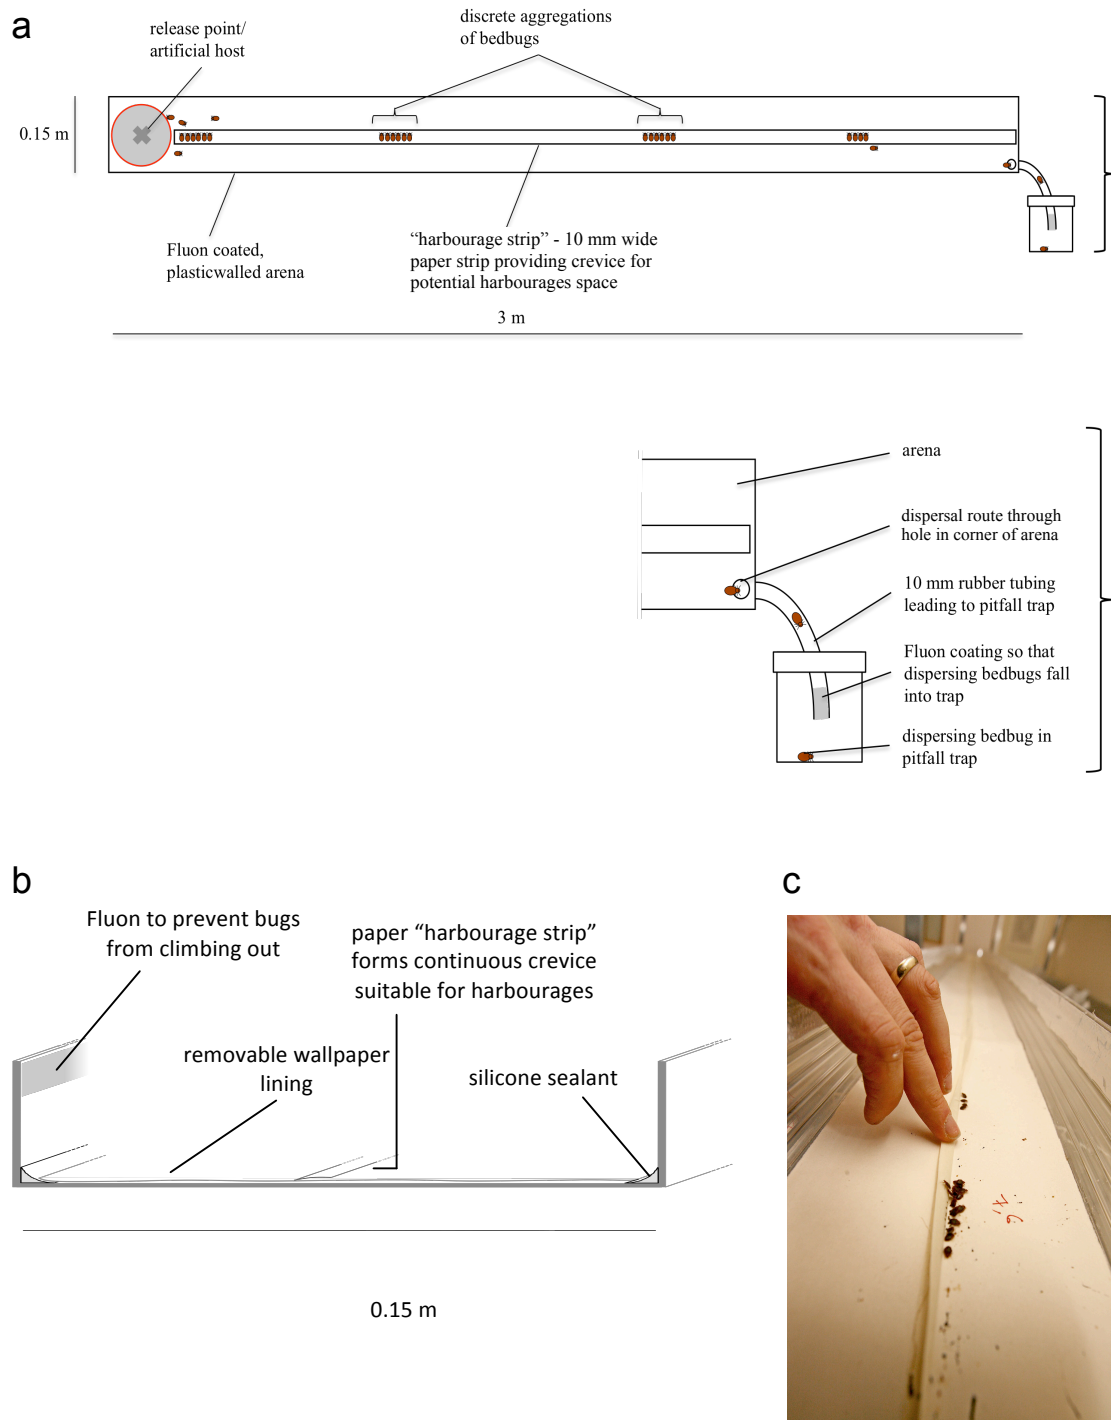 a
release point/
artificial host
discrete aggregations
of bedbugs
0.15 m
Fluon coated,
plasticwalled arena
“harbourage strip” - 10 mm wide
paper strip providing crevice for
potential harbourages space
3 m
arena
dispersal route through
hole in corner of arena
10 mm rubber tubing
leading to pitfall trap
Fluon coating so that
dispersing bedbugs fall
into trap
dispersing bedbug in
pitfall trap
b
Fluon to prevent bugs
from climbing out
paper “harbourage strip”
forms continuous crevice
suitable for harbourages
removable wallpaper
lining
silicone sealant
0.15 m
c